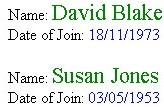 Name: David Blake
Date of Join: 18/11/1973
Name: Susan Jones
Date of Join: 03/05/1953